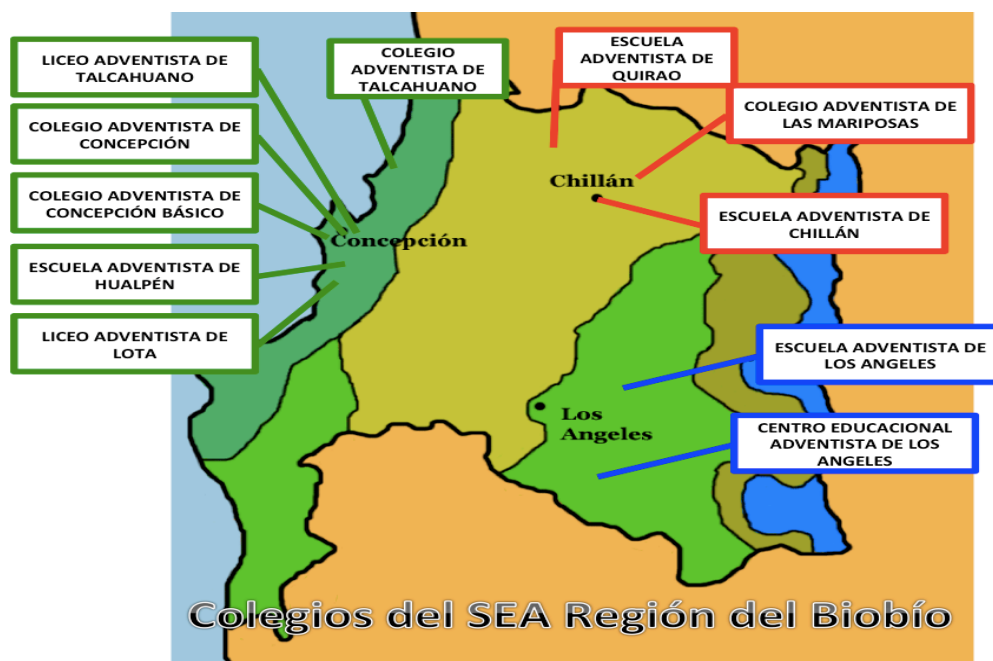 LICEO ADVENTISTA DE
TALCAHUANO
COLEGIO
ADVENTISTA DE
TALCAHUANO
ESCUELA
ADVENTISTA DE
QUIRAO
COLEGIO ADVENTISTA DE
LAS MARIPOSAS
COLEGIO ADVENTISTA DE
CONCEPCIÓN
COLEGIO ADVENTISTA DE
CONCEPCIÓN BÁSICO
Chillán
ESCUELA ADVENTISTA DE
CHILLÁN
Concepción
ESCUELA ADVENTISTA DE
HUALPÉN
LICEO ADVENTISTA DE
LOTA
ESCUELA ADVENTISTA DE
LOS ANGELES
Los
Angeles
CENTRO EDUCACIONAL
ADVENTISTA DE LOS
ANGELES
Colegios del SEA Región del Biobío